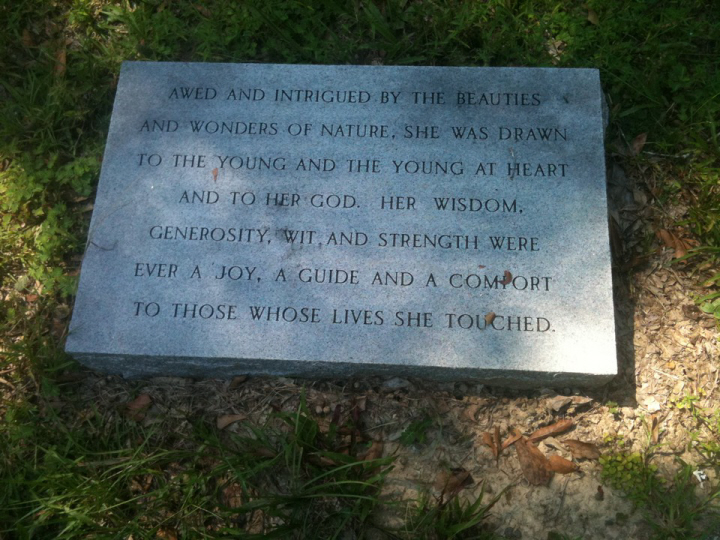 AWED AND INTRIGUED BY THE BEAUTIES
AND WONDERS OF NATURE, SHE WAS DRAWN
TO THE YOUNG AND THE YOUNG AT HEART
AND TO HER GOD. HER WISDOM,
GENEROSITY, WIT, AND STRENGTH WERE
EVER A JOY, A GUIDE AND A COMFORT
TO THOSE WHOSE LIVES SHE TOUCHED.